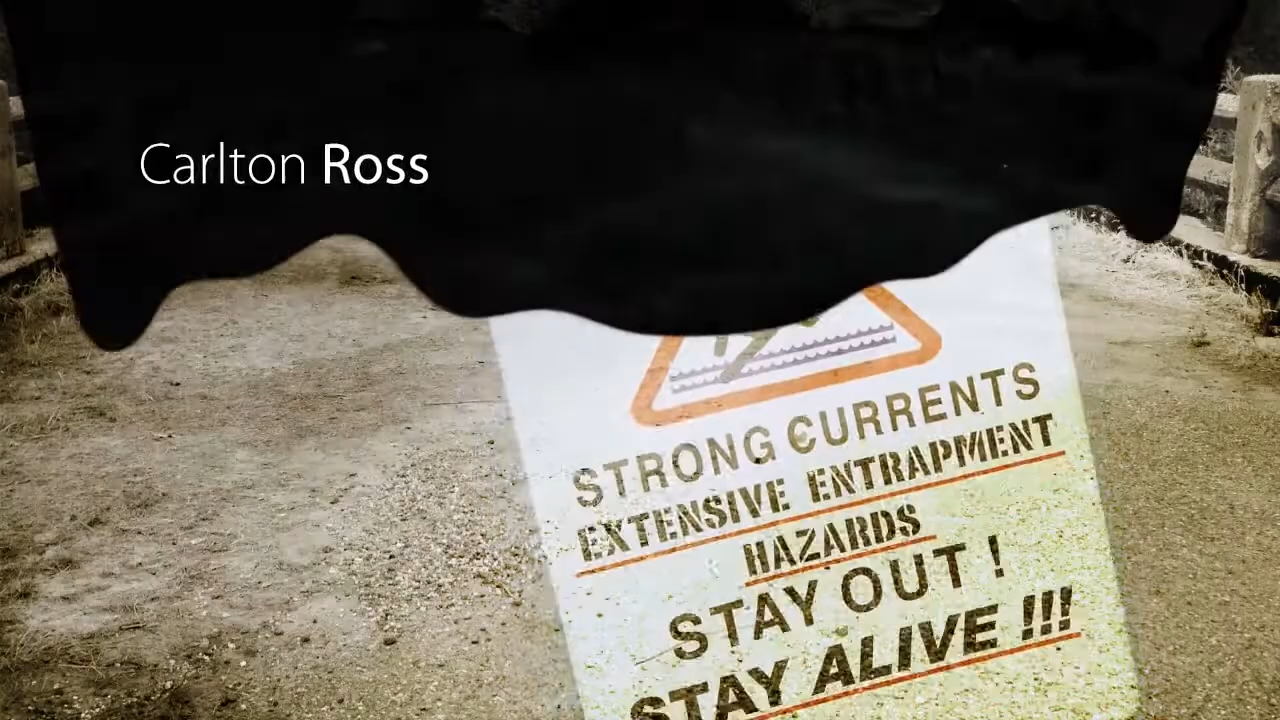 Carlton Ross
STRONG CURRENTS
EXTENSIVE ENTRAPMENT
HAZARDS
STAY OUT !
STAY ALIVE !!!